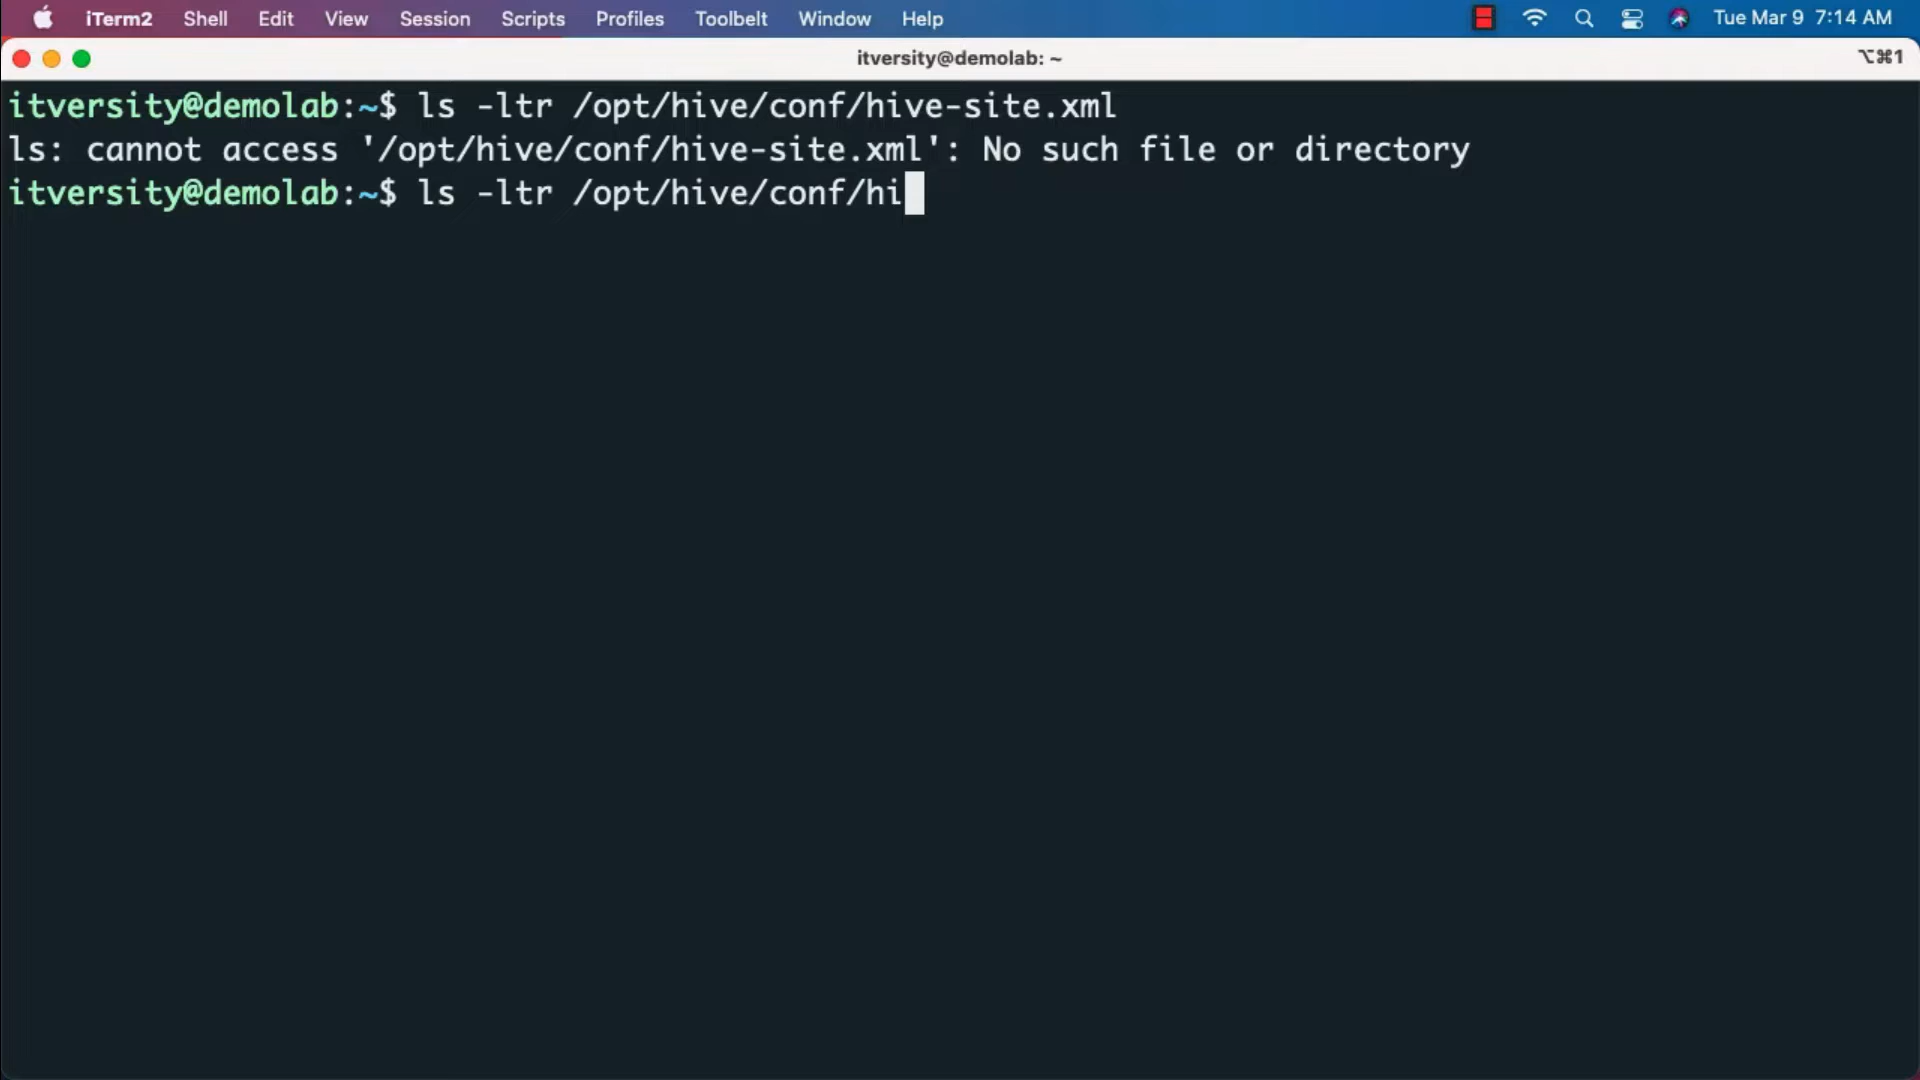 iTerm2 Shell Edit View Session Scripts Profiles Toolbelt Window Help Tue Mar 9 7:14 AM
itversity@demolab: ~ ⌥⌘1
itversity@demolab:~$ ls -ltr /opt/hive/conf/hive-site.xml
ls: cannot access '/opt/hive/conf/hive-site.xml': No such file or directory
itversity@demolab:~$ ls -ltr /opt/hive/conf/hi